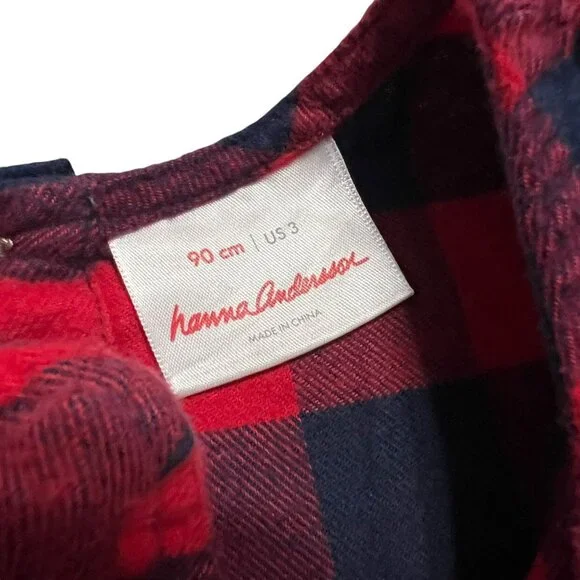 90 cm | US 3
hanna andersson
MADE IN CHINA